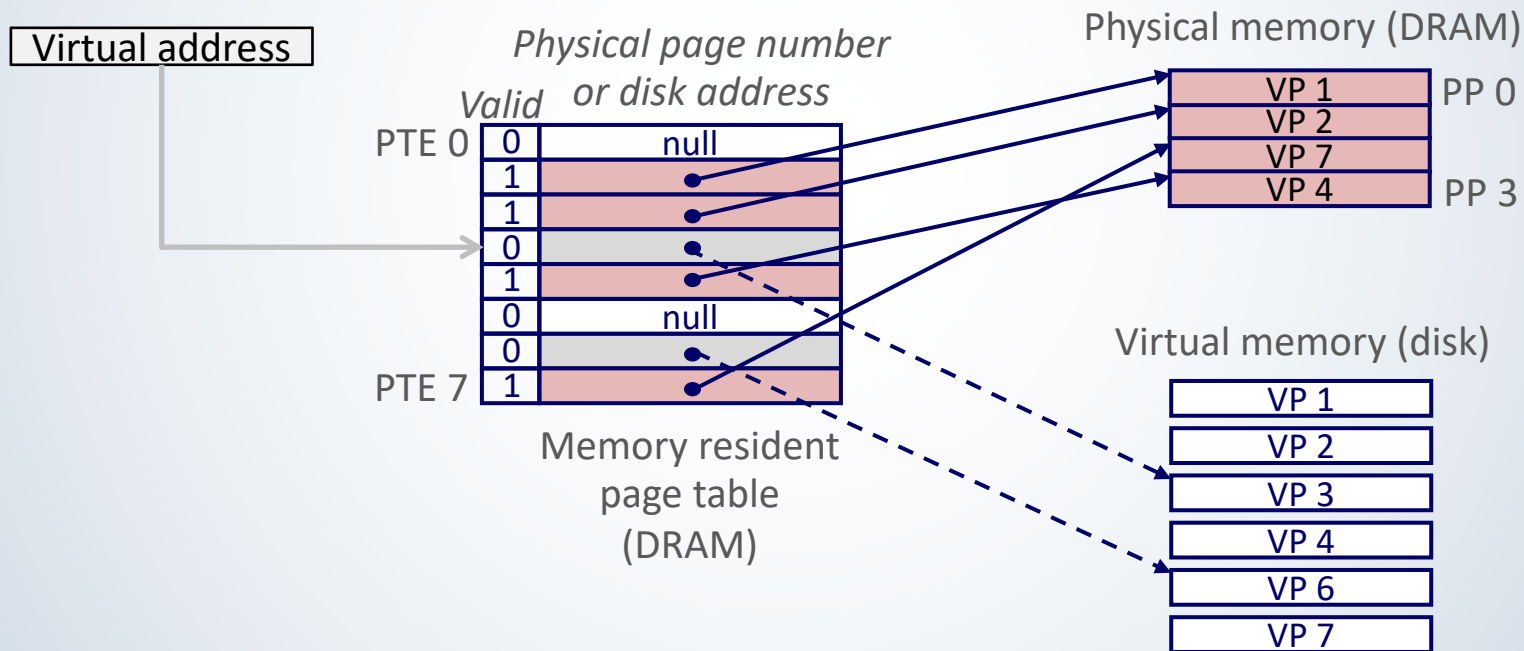 Virtual address
Physical page number
or disk address
Valid
PTE 0
0
null
1
1
0
1
0
null
0
PTE 7
1
Memory resident
page table
(DRAM)
Physical memory (DRAM)
VP 1
PP 0
VP 2
VP 7
VP 4
PP 3
Virtual memory (disk)
VP 1
VP 2
VP 3
VP 4
VP 6
VP 7